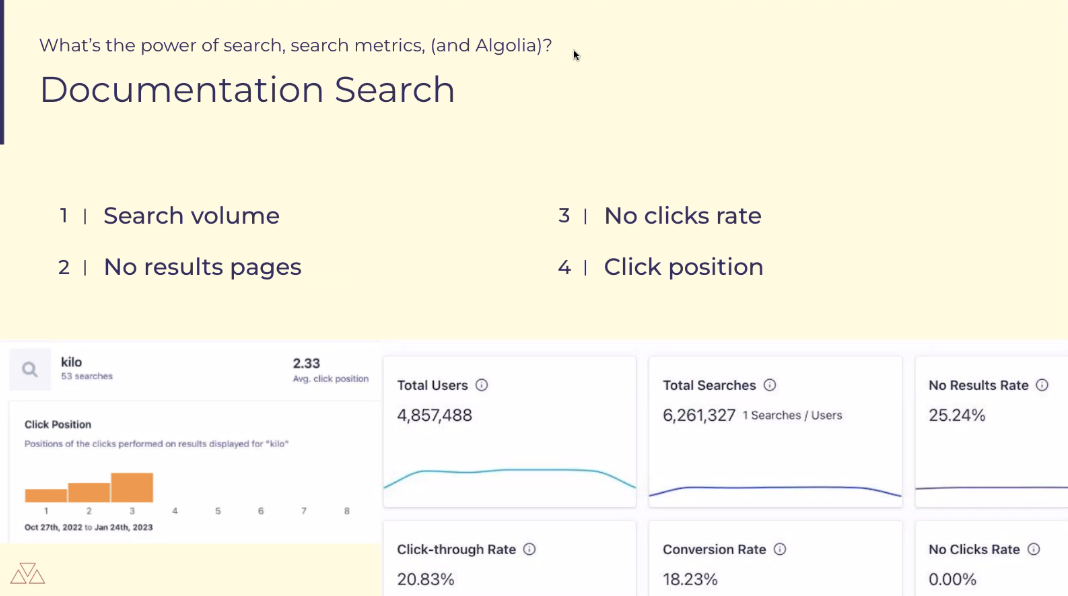 What's the power of search, search metrics, (and Algolia)?
Documentation Search
1 | Search volume
2 | No results pages
3 | No clicks rate
4 | Click position
kilo
53 searches
2.33
Avg. click position
Click Position
Positions of the clicks performed on results displayed for "kilo"
1 2 3 4 5 6 7 8
Oct 27th, 2022 to Jan 24th, 2023
Total Users
4,857,488
Total Searches
6,261,327 1 Searches / Users
No Results Rate
25.24%
Click-through Rate
20.83%
Conversion Rate
18.23%
No Clicks Rate
0.00%